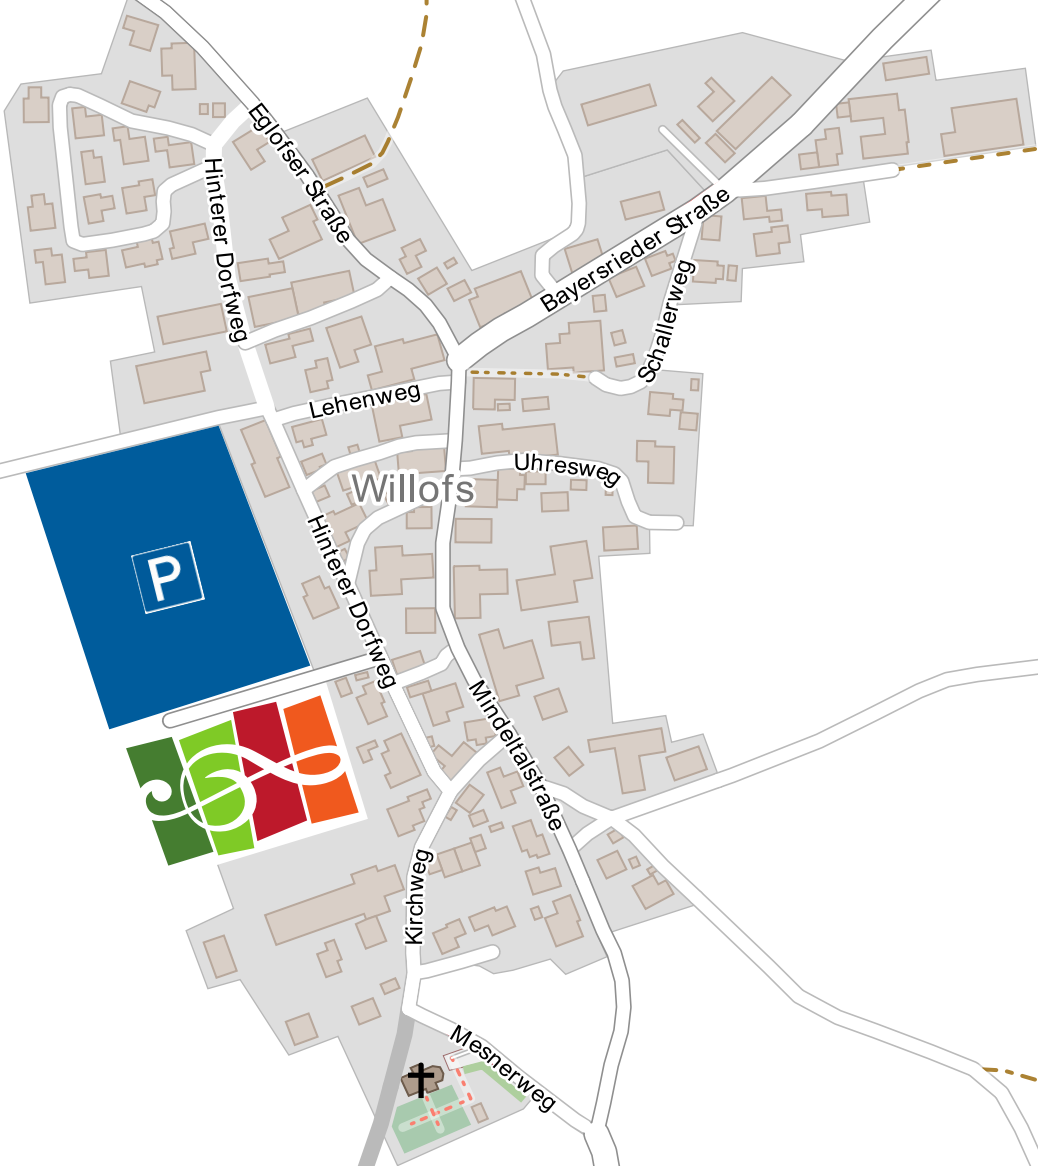 Eglofser Straße
Hinterer Dorfweg
Bayersrieder Straße
Schallerweg
Lehenweg
Uhresweg
Willofs
Hinterer Dorfweg
P
Mindeltalstraße
Kirchweg
Mesnerweg